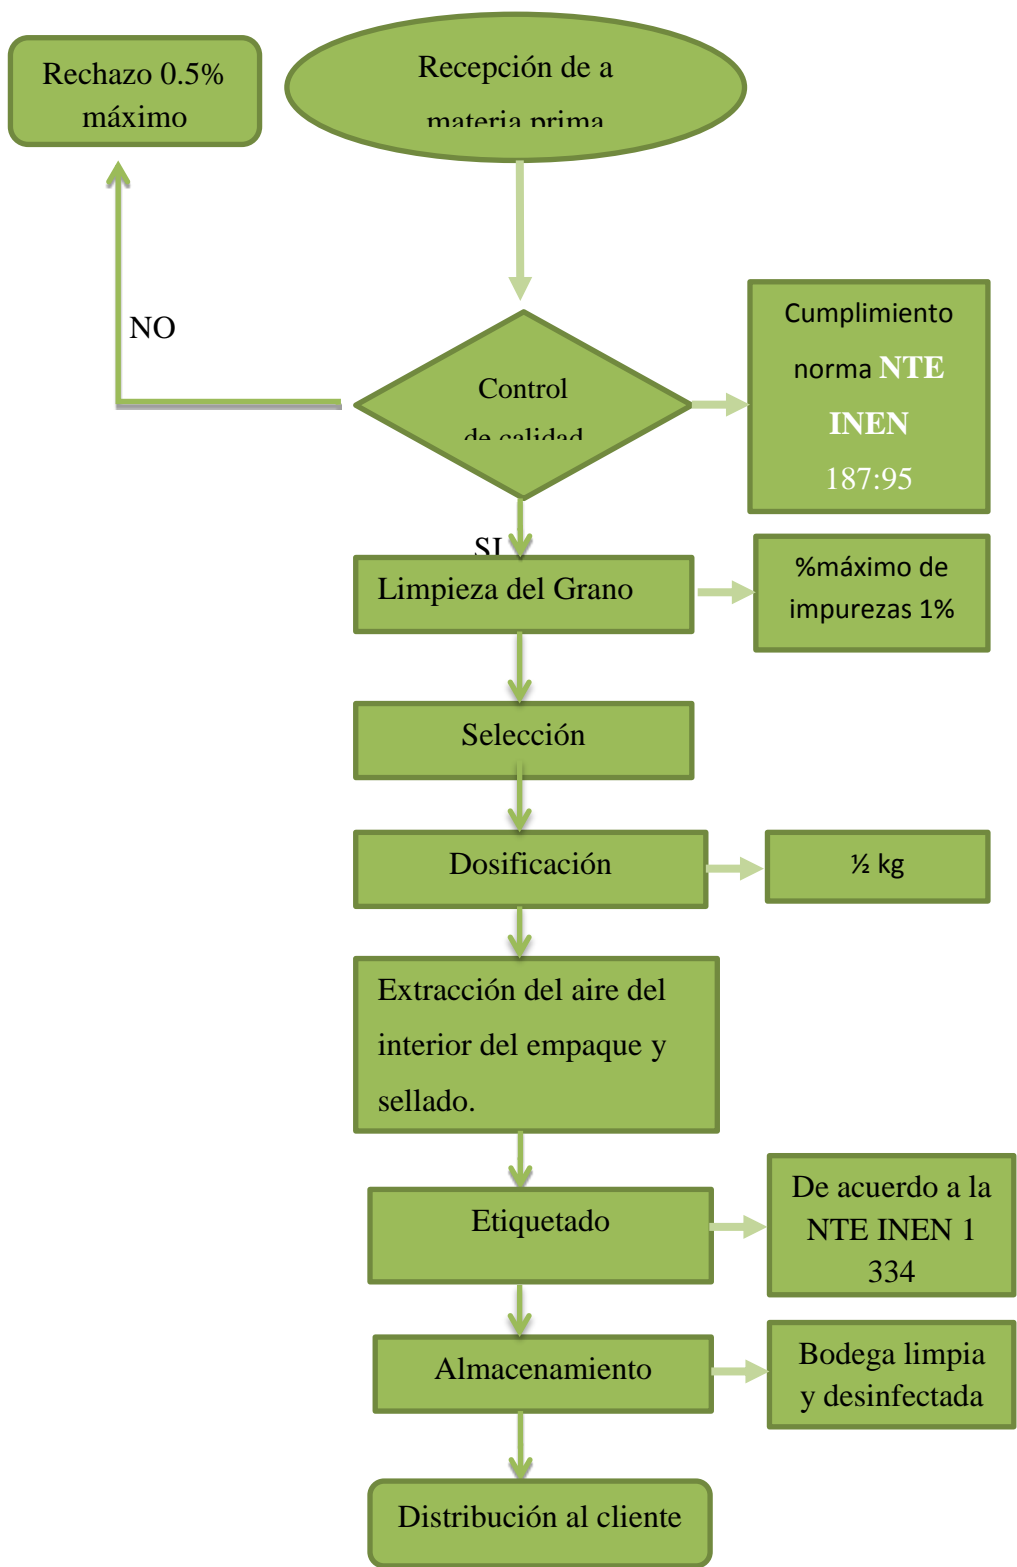 Rechazo 0.5%
máximo
Recepción de a
materia prima
NO
Control
de calidad
Cumplimiento
norma NTE
INEN
187:95
SI
Limpieza del Grano
%máximo de
impurezas 1%
Selección
Dosificación
½ kg
Extracción del aire del
interior del empaque y
sellado.
Etiquetado
De acuerdo a la
NTE INEN 1
334
Almacenamiento
Bodega limpia
y desinfectada
Distribución al cliente